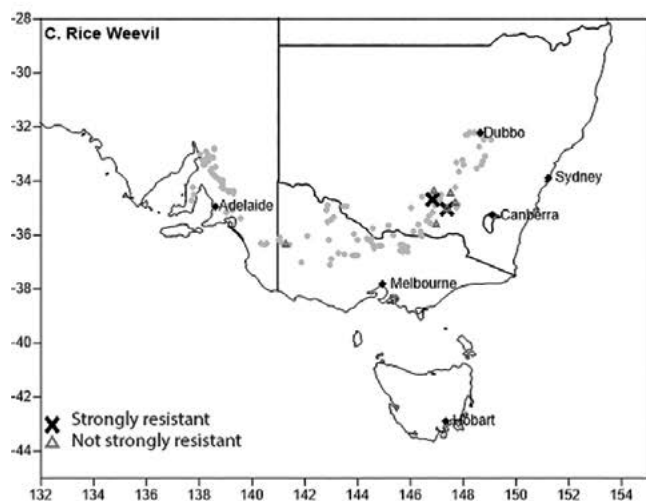 C. Rice Weevil
-28
-30
-32
-34
-36
-38
-40
-42
-44
Dubbo
Sydney
Canberra
Adelaide
Melbourne
Hobart
Strongly resistant
Not strongly resistant
132 134 136 138 140 142 144 146 148 150 152 154